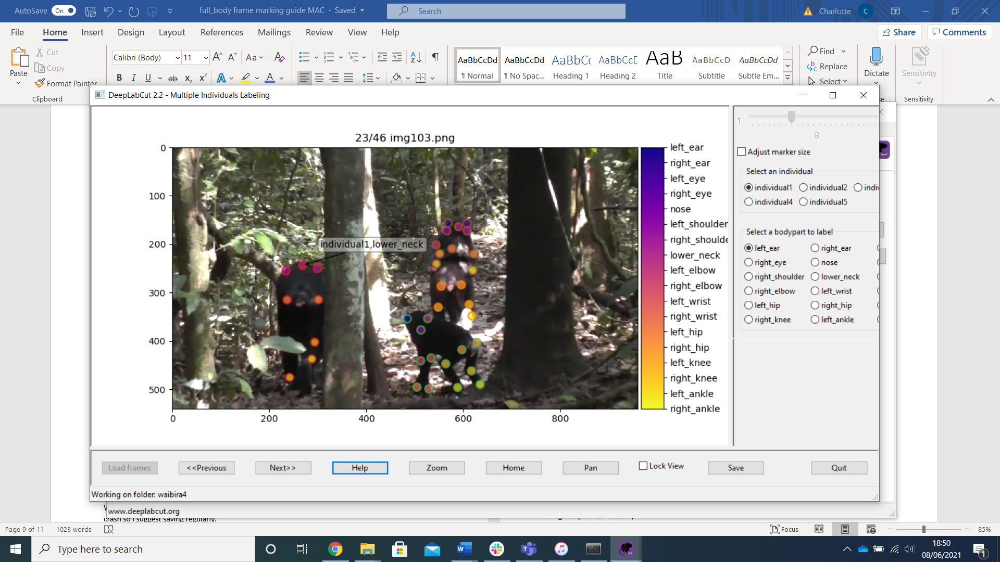 AutoSave On full_body frame marking guide MAC - Saved Search Charlotte C
File Home Insert Design Layout References Mailings Review View Help Share Comments
Paste Cut Calibri (Body) 11 Aa AaBbCcDd AaBbCcDd AaBbCc AaBbCcD AaB AaBbCcD AaBbCcDd Find
Copy ¶ Normal ¶ No Spac... Heading 1 Heading 2 Title Subtitle Subtle Em... Replace Dictate Sensitivity
Format Painter B I U ab x₂ x² A A Select
Clipboard Sensitivity
DeepLabCut 2.2 - Multiple Individuals Labeling
23/46 img103.png
0
100
200
300
400
500
0 200 400 600 800
individual1,lower_neck
left_ear
right_ear
left_eye
right_eye
nose
left_shoulder
right_shoulde
lower_neck
left_elbow
right_elbow
left_wrist
right_wrist
left_hip
right_hip
left_knee
right_knee
left_ankle
right_ankle
1
8
Adjust marker size
Select an individual
individual1 individual2 indiv
individual4 individual5
Select a bodypart to label
left_ear right_ear
right_eye nose
right_shoulder lower_neck
right_elbow left_wrist
left_hip right_hip
right_knee left_ankle
Load frames <<Previous Next>> Help Zoom Home Pan Lock View Save Quit
Working on folder: waibira4
www.deeplabcut.org
crash so I suggest saving regularly.
Page 9 of 11 1023 words Focus 85%
Type here to search 18:50
08/06/2021
1